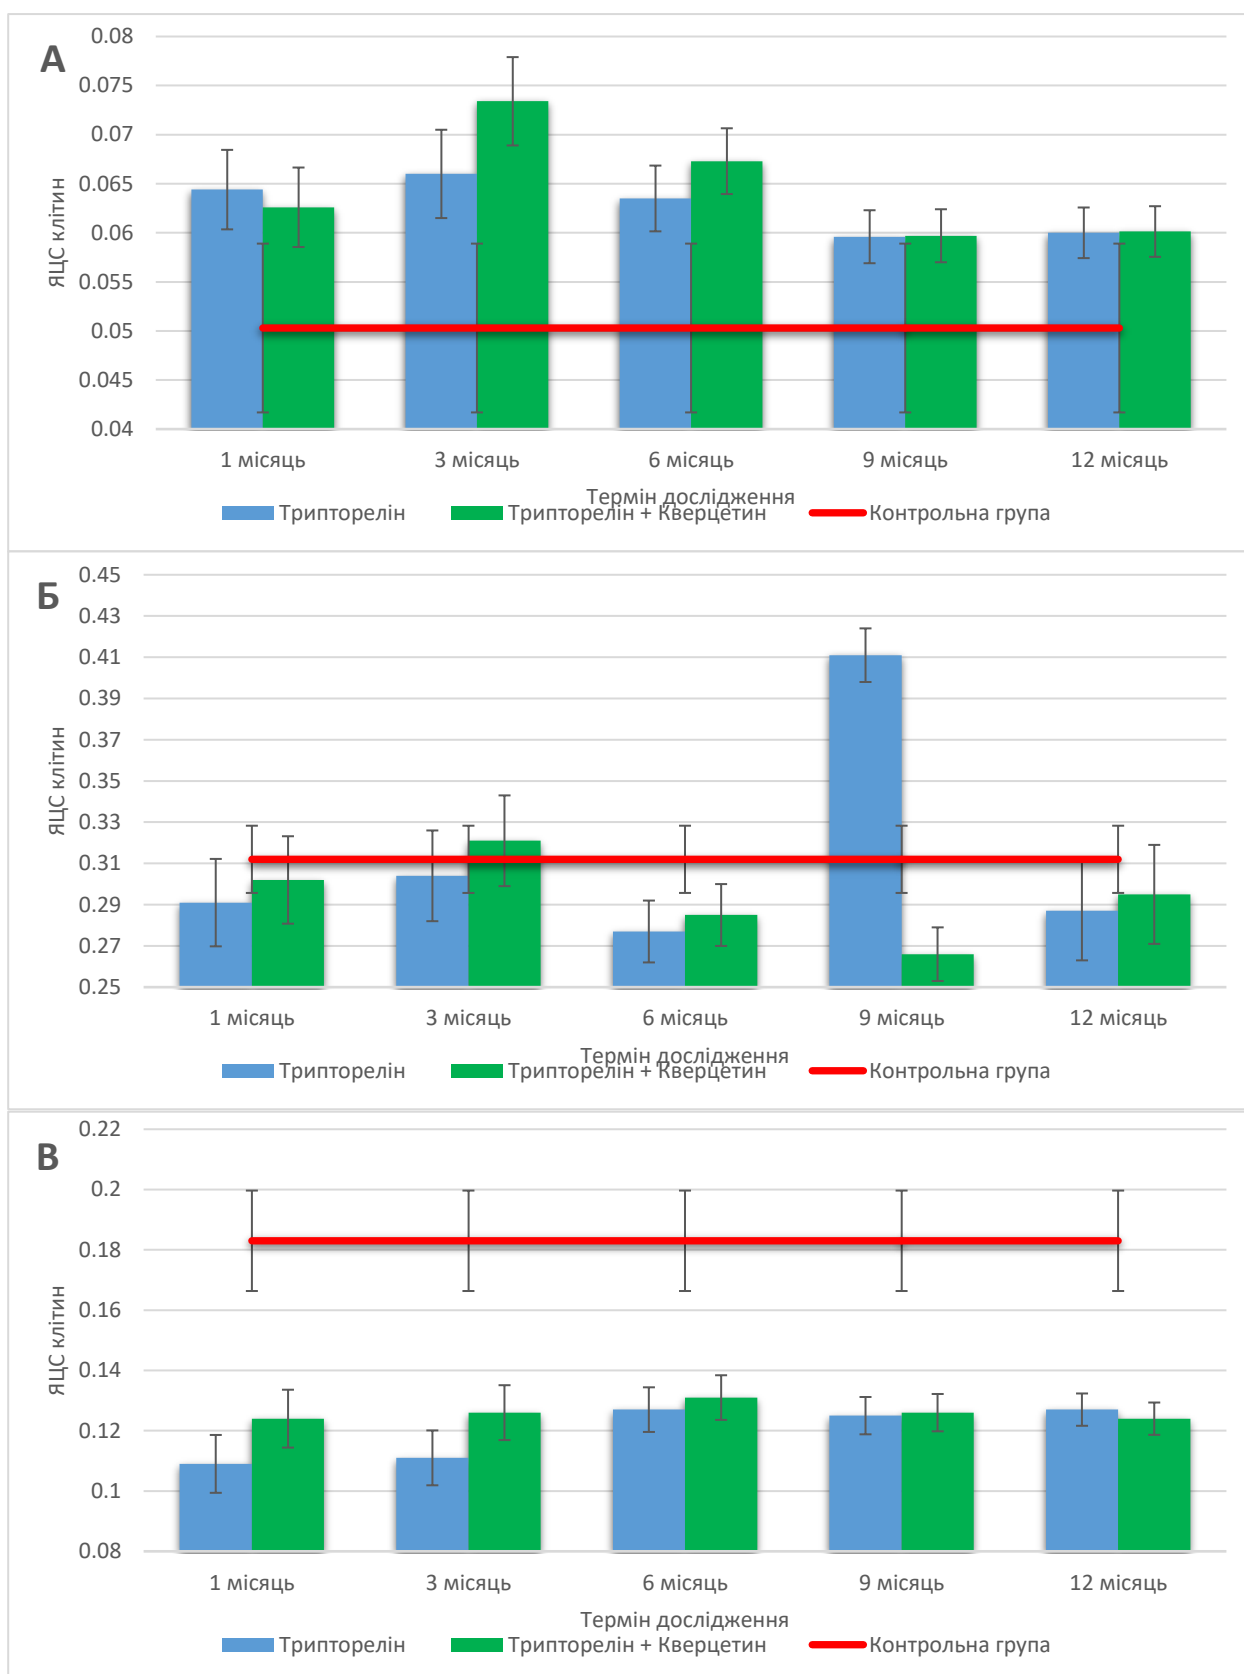 А
0.08
0.075
0.07
0.065
0.06
0.055
0.05
0.045
0.04
ЯЦС клітин
1 місяць 3 місяць 6 місяць 9 місяць 12 місяць
Термін дослідження
Трипторелін Трипторелін + Кверцетин Контрольна група
Б
0.45
0.43
0.41
0.39
0.37
0.35
0.33
0.31
0.29
0.27
0.25
ЯЦС клітин
1 місяць 3 місяць 6 місяць 9 місяць 12 місяць
Термін дослідження
Трипторелін Трипторелін + Кверцетин Контрольна група
В
0.22
0.2
0.18
0.16
0.14
0.12
0.1
0.08
ЯЦС клітин
1 місяць 3 місяць 6 місяць 9 місяць 12 місяць
Термін дослідження
Трипторелін Трипторелін + Кверцетин Контрольна група